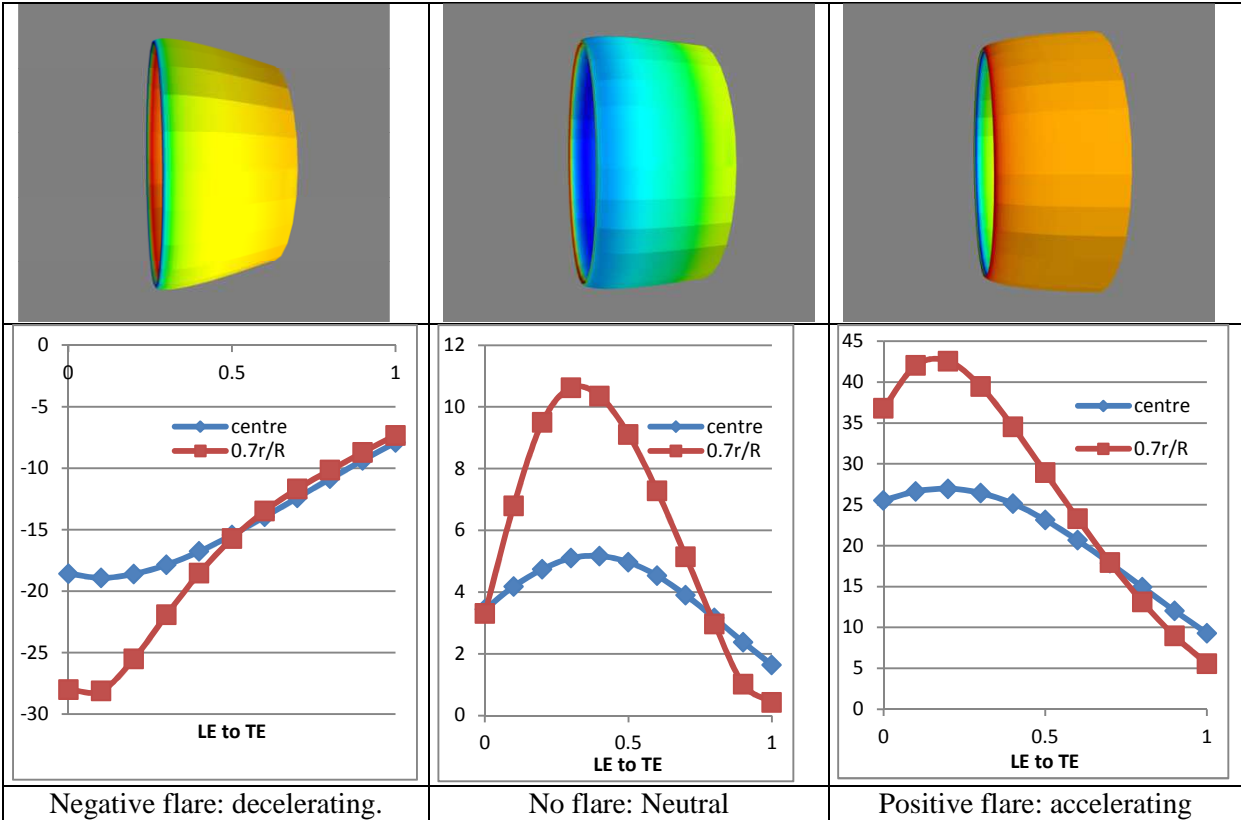 0
-5
-10
-15
-20
-25
-30
0
0.5
1
centre
0.7r/R
LE to TE
12
10
8
6
4
2
0
0
0.5
1
centre
0.7r/R
LE to TE
45
40
35
30
25
20
15
10
5
0
0
0.5
1
centre
0.7r/R
LE to TE
Negative flare: decelerating.
No flare: Neutral
Positive flare: accelerating